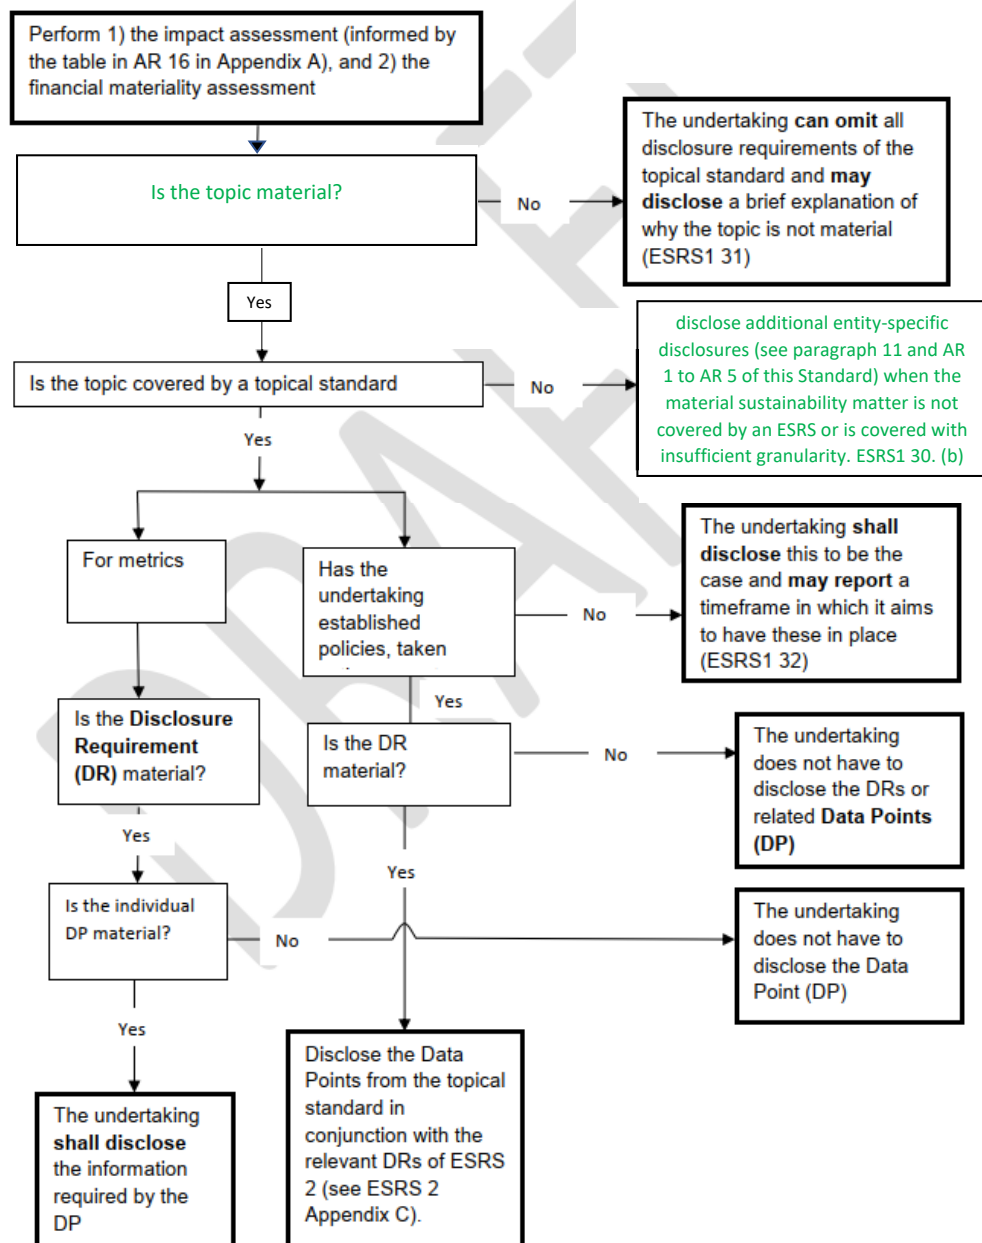 Perform 1) the impact assessment (informed by
the table in AR 16 in Appendix A), and 2) the
financial materiality assessment
The undertaking can omit all
disclosure requirements of the
topical standard and may
disclose a brief explanation of
why the topic is not material
(ESRS1 31)
Is the topic material?
No
Yes
disclose additional entity-specific
disclosures (see paragraph 11 and AR
1 to AR 5 of this Standard) when the
material sustainability matter is not
covered by an ESRS or is covered with
insufficient granularity. ESRS1 30. (b)
Is the topic covered by a topical standard
No
Yes
For metrics
Has the
undertaking
established
policies, taken
No
The undertaking shall
disclose this to be the
case and may report a
timeframe in which it aims
to have these in place
(ESRS1 32)
Yes
Is the Disclosure
Requirement
(DR) material?
Is the DR
material?
No
The undertaking
does not have to
disclose the DRs or
related Data Points
(DP)
Yes
Yes
Is the individual
DP material?
No
The undertaking
does not have to
disclose the Data
Point (DP)
Yes
Disclose the Data
Points from the topical
standard in
conjunction with the
relevant DRs of ESRS
2 (see ESRS 2
Appendix C).
The undertaking
shall disclose
the information
required by the
DP
DRAFT